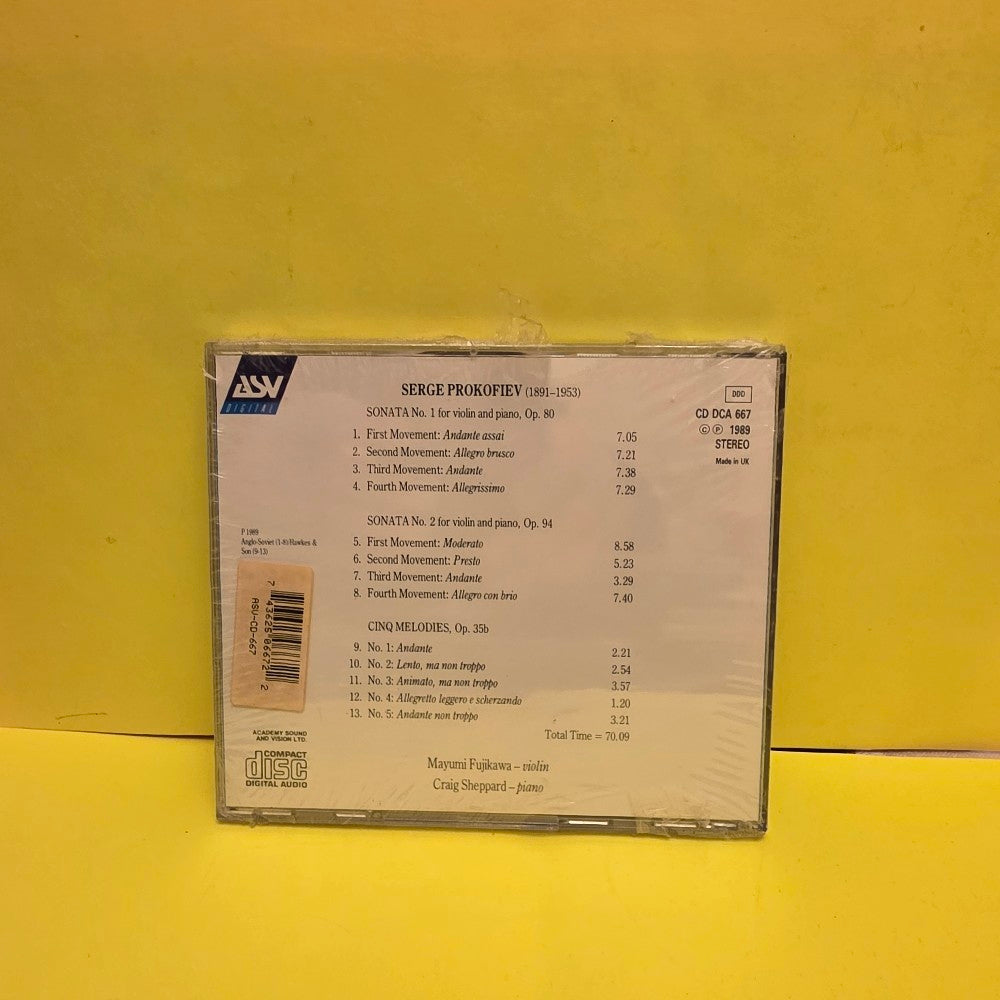 ASV
DIGITAL
SERGE PROKOFIEV (1891–1953)
DDD
CD DCA 667
© ℗ 1989
STEREO
Made in UK
SONATA No. 1 for violin and piano, Op. 80
1. First Movement: Andante assai 7.05
2. Second Movement: Allegro brusco 7.21
3. Third Movement: Andante 7.38
4. Fourth Movement: Allegrissimo 7.29
SONATA No. 2 for violin and piano, Op. 94
5. First Movement: Moderato 8.58
6. Second Movement: Presto 5.23
7. Third Movement: Andante 3.29
8. Fourth Movement: Allegro con brio 7.40
CINQ MELODIES, Op. 35b
9. No. 1: Andante 2.21
10. No. 2: Lento, ma non troppo 2.54
11. No. 3: Animato, ma non troppo 3.57
12. No. 4: Allegretto leggero e scherzando 1.20
13. No. 5: Andante non troppo 3.21
Total Time = 70.09
Mayumi Fujikawa – violin
Craig Sheppard – piano
P 1989
Anglo-Soviet (1-8)/Hawkes &
Son (9-13)
7 43625 06672 2
ASV-CD-667
ACADEMY SOUND
AND VISION LTD.
COMPACT
disc
DIGITAL AUDIO